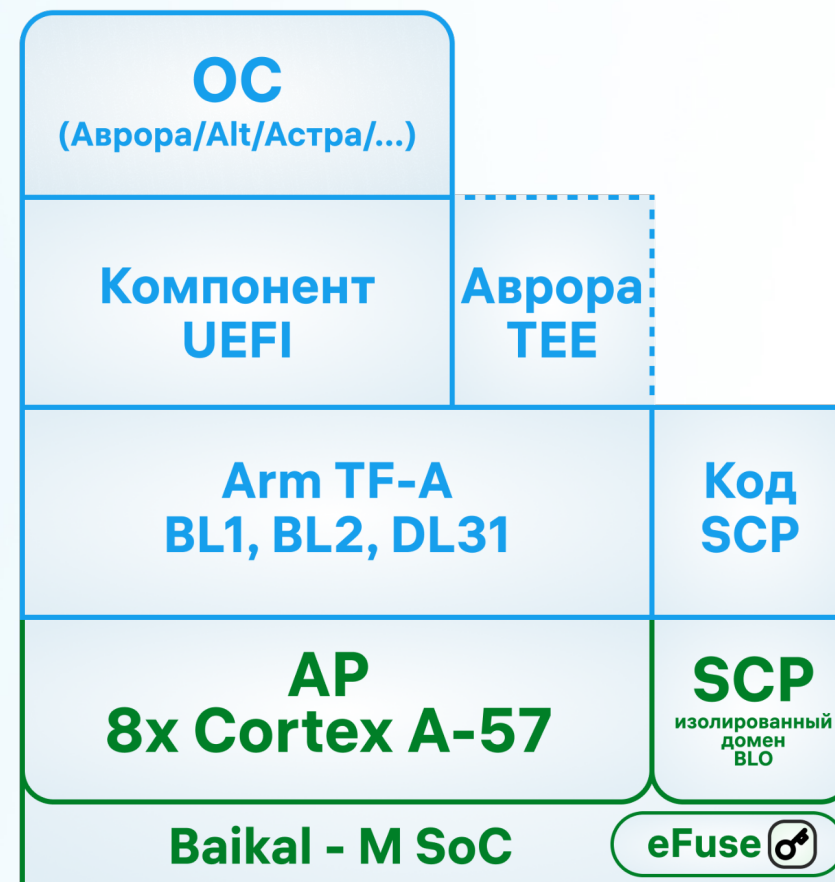 ОС
(Аврора/Alt/Астра/...)
Компонент
UEFI
Аврора
TEE
Arm TF-A
BL1, BL2, DL31
Код
SCP
AP
8x Cortex A-57
SCP
изолированный
домен
BLO
Baikal - M SoC
eFuse